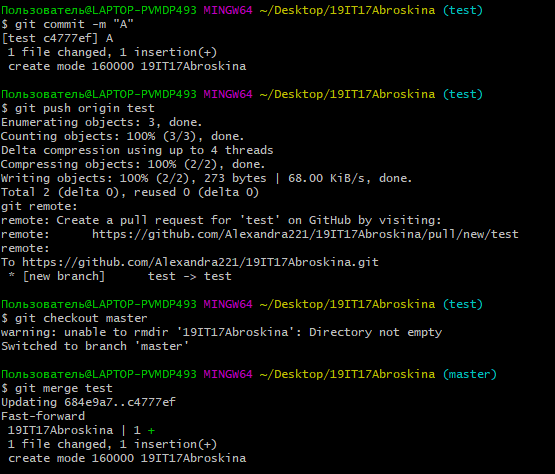 Пользователь@LAPTOP-PVMDP493 MINGW64 ~/Desktop/19IT17Abroskina (test)
$ git commit -m "A"
[test c4777ef] A
 1 file changed, 1 insertion(+)
 create mode 160000 19IT17Abroskina

Пользователь@LAPTOP-PVMDP493 MINGW64 ~/Desktop/19IT17Abroskina (test)
$ git push origin test
Enumerating objects: 3, done.
Counting objects: 100% (3/3), done.
Delta compression using up to 4 threads
Compressing objects: 100% (2/2), done.
Writing objects: 100% (2/2), 273 bytes | 68.00 KiB/s, done.
Total 2 (delta 0), reused 0 (delta 0)
git remote:
remote: Create a pull request for 'test' on GitHub by visiting:
remote:      https://github.com/Alexandra221/19IT17Abroskina/pull/new/test
remote:
To https://github.com/Alexandra221/19IT17Abroskina.git
 * [new branch]      test -> test

Пользователь@LAPTOP-PVMDP493 MINGW64 ~/Desktop/19IT17Abroskina (test)
$ git checkout master
warning: unable to rmdir '19IT17Abroskina': Directory not empty
Switched to branch 'master'

Пользователь@LAPTOP-PVMDP493 MINGW64 ~/Desktop/19IT17Abroskina (master)
$ git merge test
Updating 684e9a7..c4777ef
Fast-forward
 19IT17Abroskina | 1 +
 1 file changed, 1 insertion(+)
 create mode 160000 19IT17Abroskina